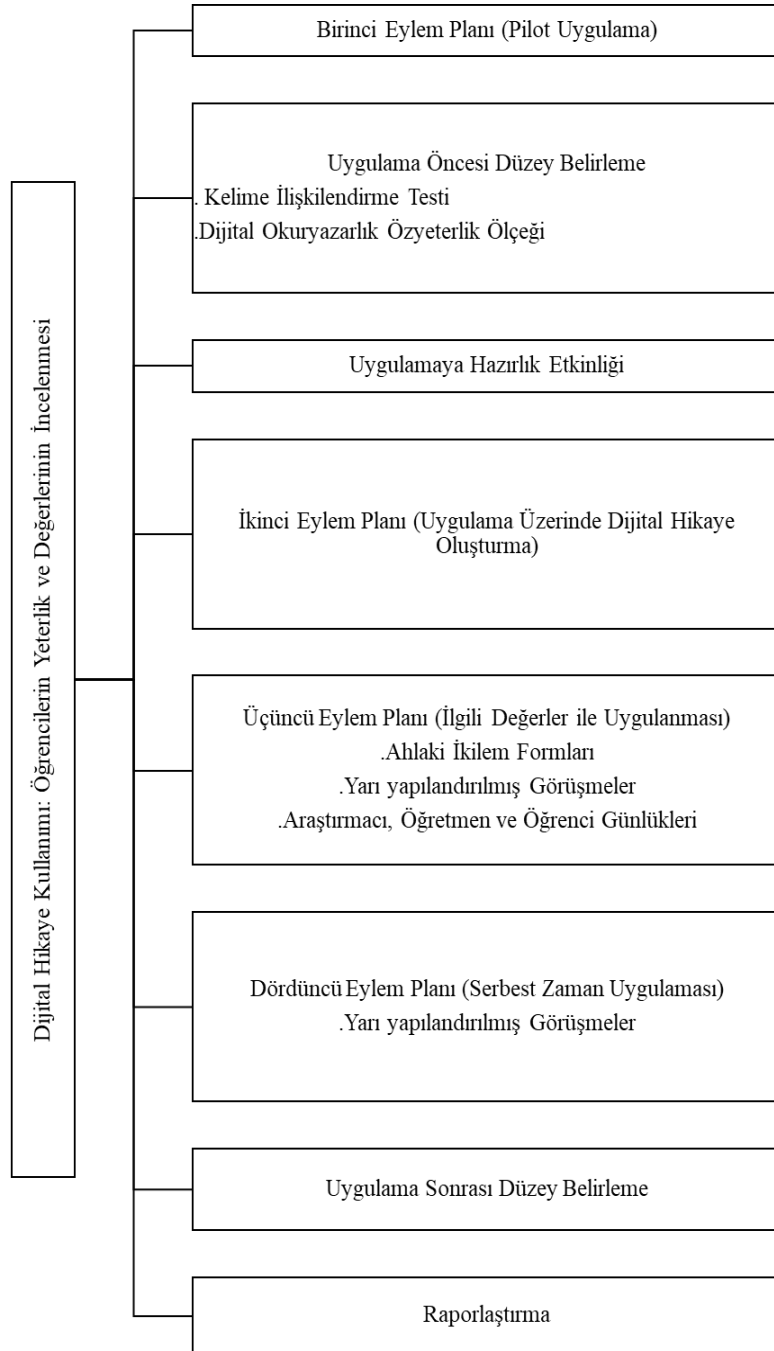 Dijital Hikaye Kullanımı: Öğrencilerin Yeterlik ve Değerlerinin İncelenmesi
Birinci Eylem Planı (Pilot Uygulama)
Uygulama Öncesi Düzey Belirleme
. Kelime İlişkilendirme Testi
.Dijital Okuryazarlık Özyeterlik Ölçeği
Uygulamaya Hazırlık Etkinliği
İkinci Eylem Planı (Uygulama Üzerinde Dijital Hikaye
Oluşturma)
Üçüncü Eylem Planı (İlgili Değerler ile Uygulanması)
.Ahlaki İkilem Formları
.Yarı yapılandırılmış Görüşmeler
.Araştırmacı, Öğretmen ve Öğrenci Günlükleri
Dördüncü Eylem Planı (Serbest Zaman Uygulaması)
.Yarı yapılandırılmış Görüşmeler
Uygulama Sonrası Düzey Belirleme
Raporlaştırma